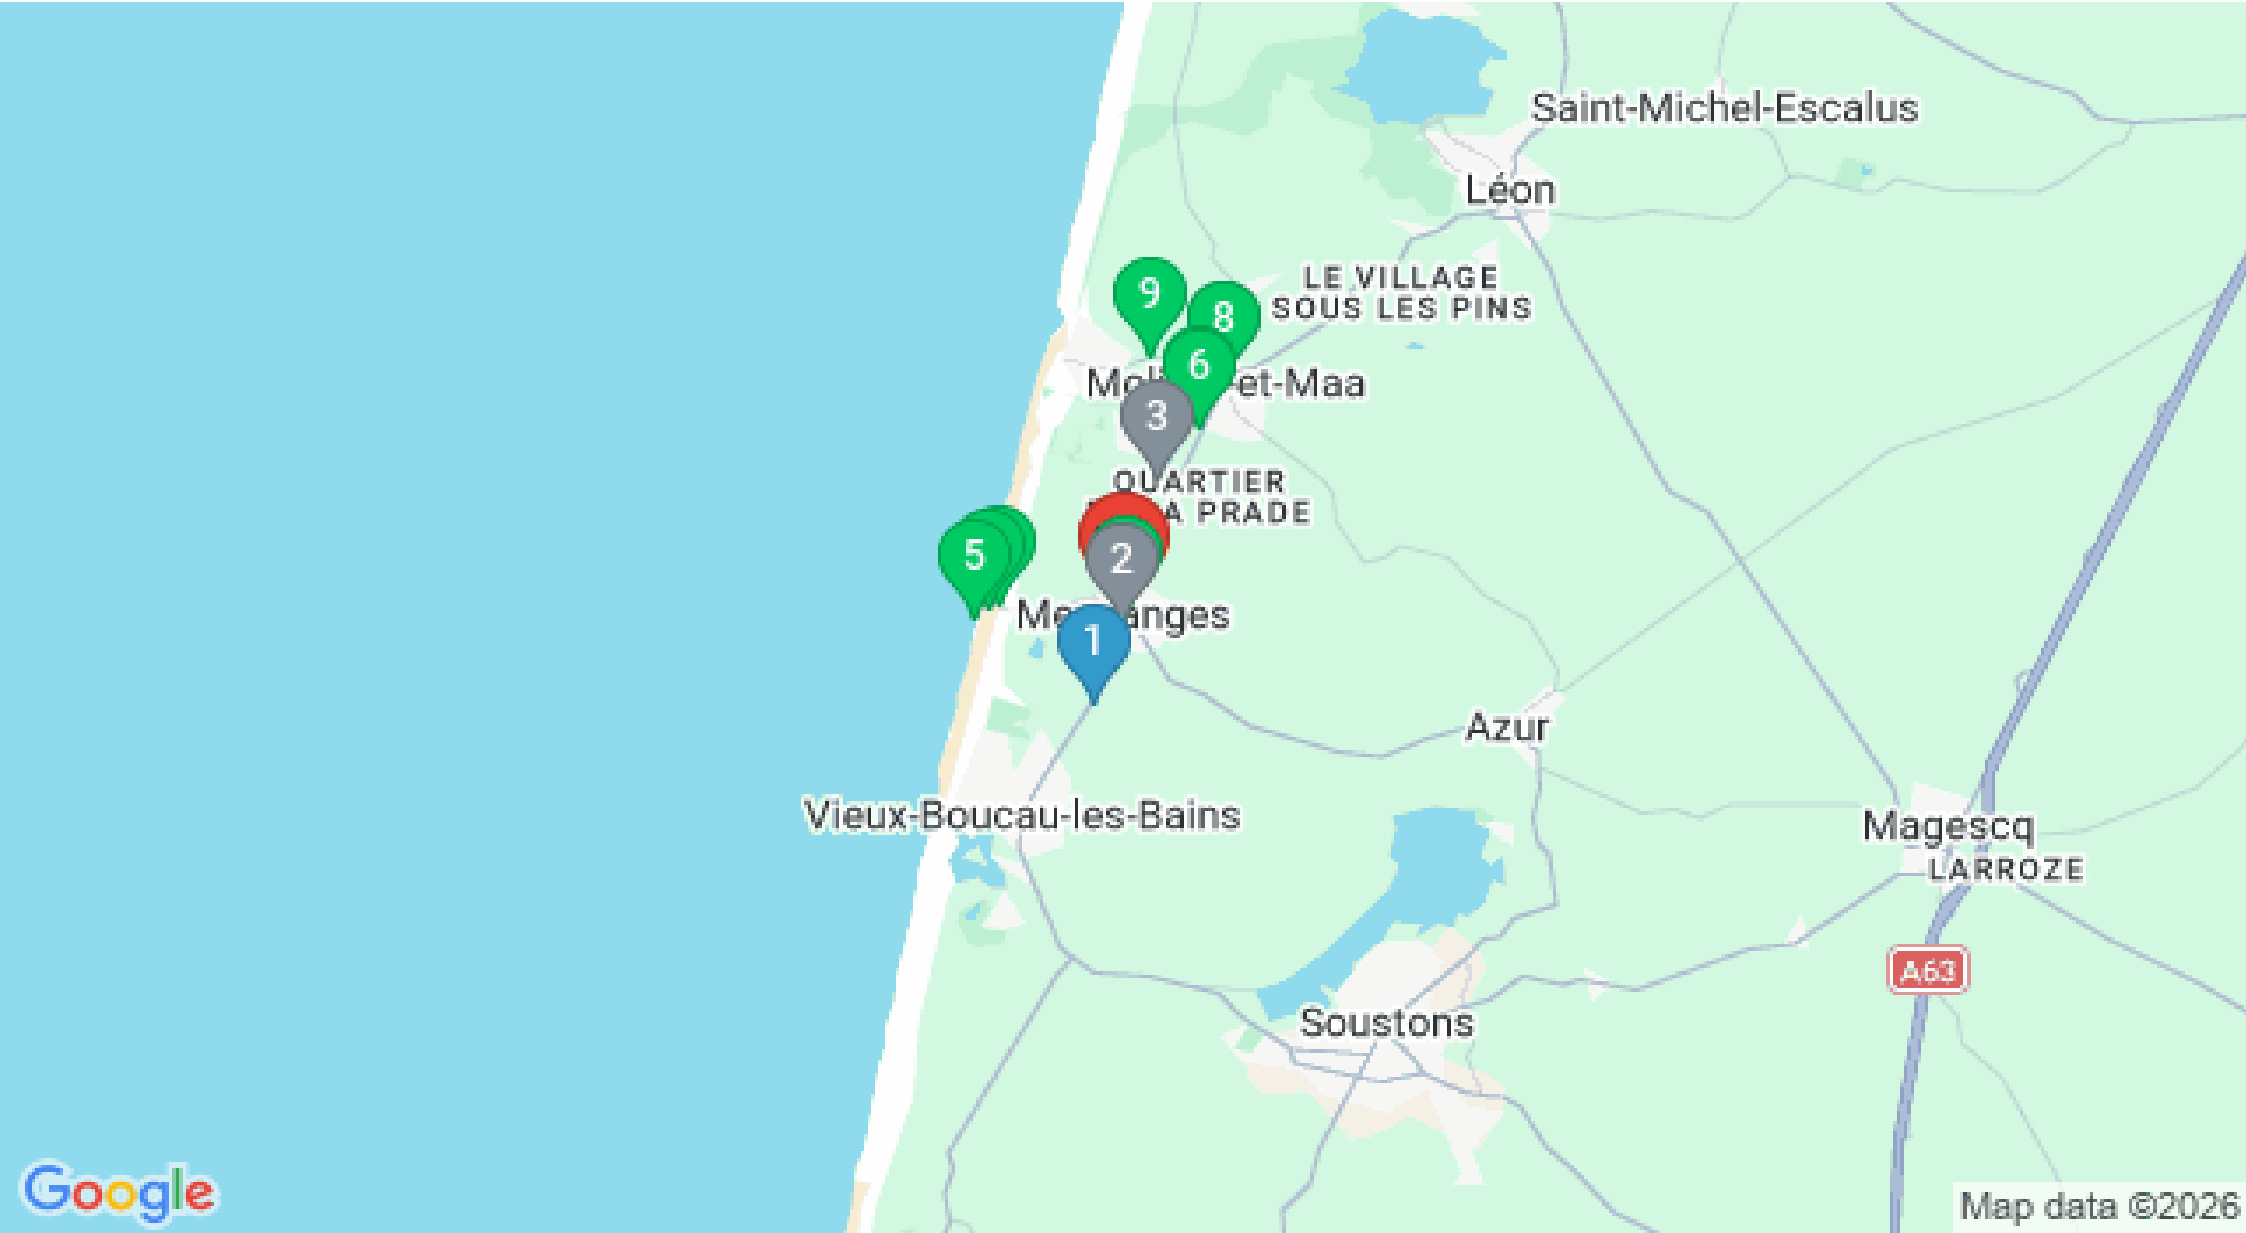 Saint-Michel-Escalus
Léon
LE VILLAGE
SOUS LES PINS
9
8
6
et-Maa
3
QUARTIER
A PRADE
5
2
anges
1
Azur
Vieux-Boucau-les-Bains
Magescq
LARROZE
A63
Soustons
Google
Map data ©2026